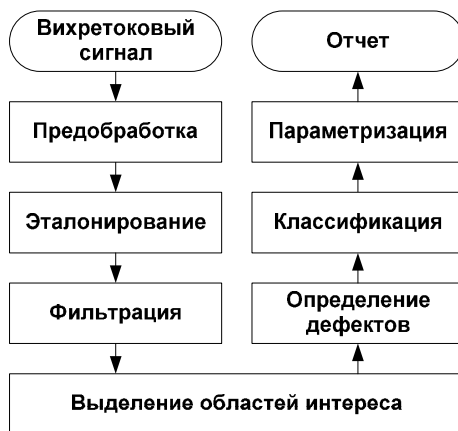 Вихретоковый
сигнал
Предобработка
Эталонирование
Фильтрация
Выделение областей интереса
Определение
дефектов
Классификация
Параметризация
Отчет